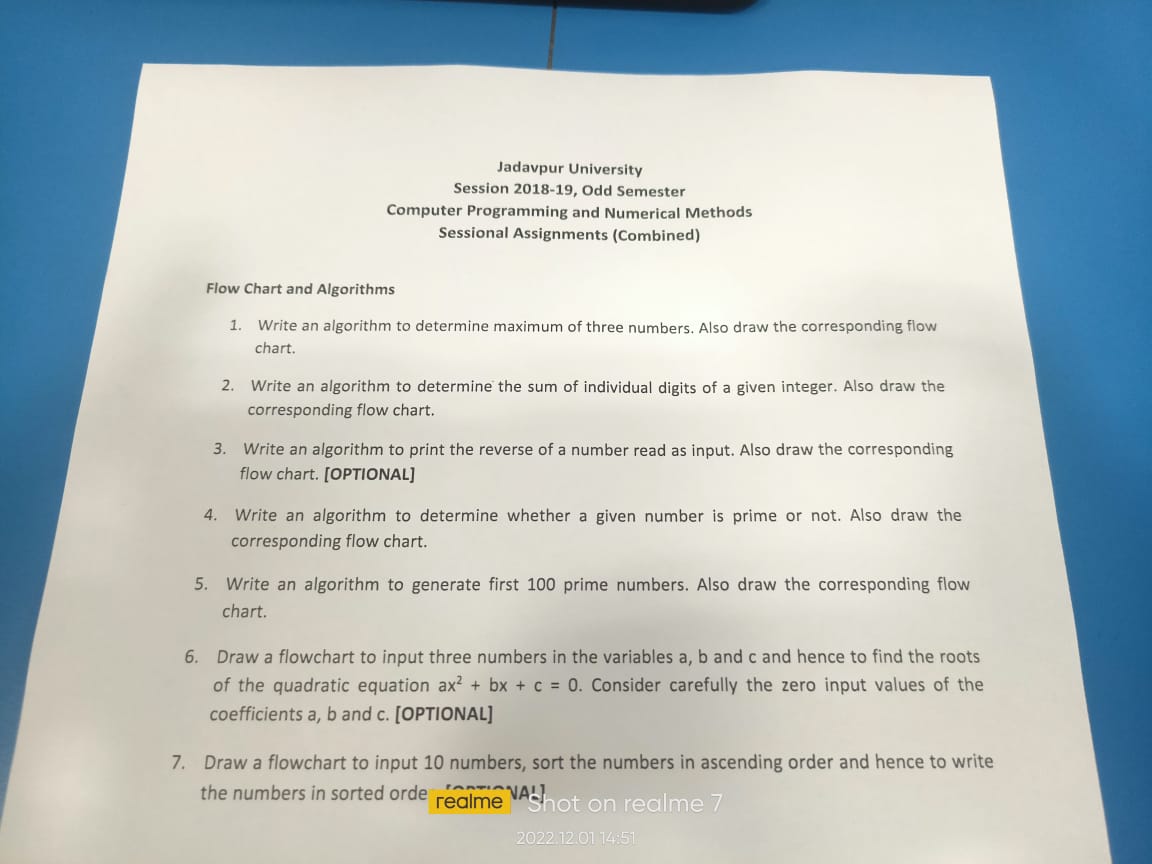 Jadavpur University
Session 2018-19, Odd Semester
Computer Programming and Numerical Methods
Sessional Assignments (Combined)
Flow Chart and Algorithms
1. Write an algorithm to determine maximum of three numbers. Also draw the corresponding flow
chart.
2. Write an algorithm to determine the sum of individual digits of a given integer. Also draw the
corresponding flow chart.
3. Write an algorithm to print the reverse of a number read as input. Also draw the corresponding
flow chart. [OPTIONAL]
4. Write an algorithm to determine whether a given number is prime or not. Also draw the
corresponding flow chart.
5. Write an algorithm to generate first 100 prime numbers. Also draw the corresponding flow
chart.
6. Draw a flowchart to input three numbers in the variables a, b and c and hence to find the roots
of the quadratic equation ax² + bx + c = 0. Consider carefully the zero input values of the
coefficients a, b and c. [OPTIONAL]
7. Draw a flowchart to input 10 numbers, sort the numbers in ascending order and hence to write
the numbers in sorted
realme Shot on realme 7
2022.12.01 14:51